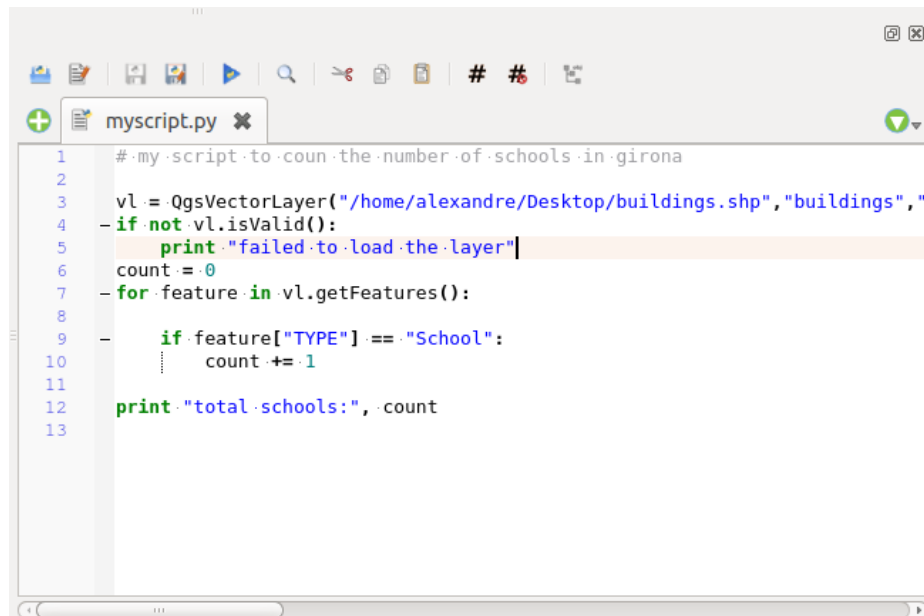 myscript.py
1 # my script to coun the number of schools in girona
2
3 vl = QgsVectorLayer("/home/alexandre/Desktop/buildings.shp","buildings","
4 if not vl.isValid():
5     print "failed to load the layer"
6 count = 0
7 for feature in vl.getFeatures():
8
9     if feature["TYPE"] == "School":
10         count += 1
11
12 print "total schools:", count
13